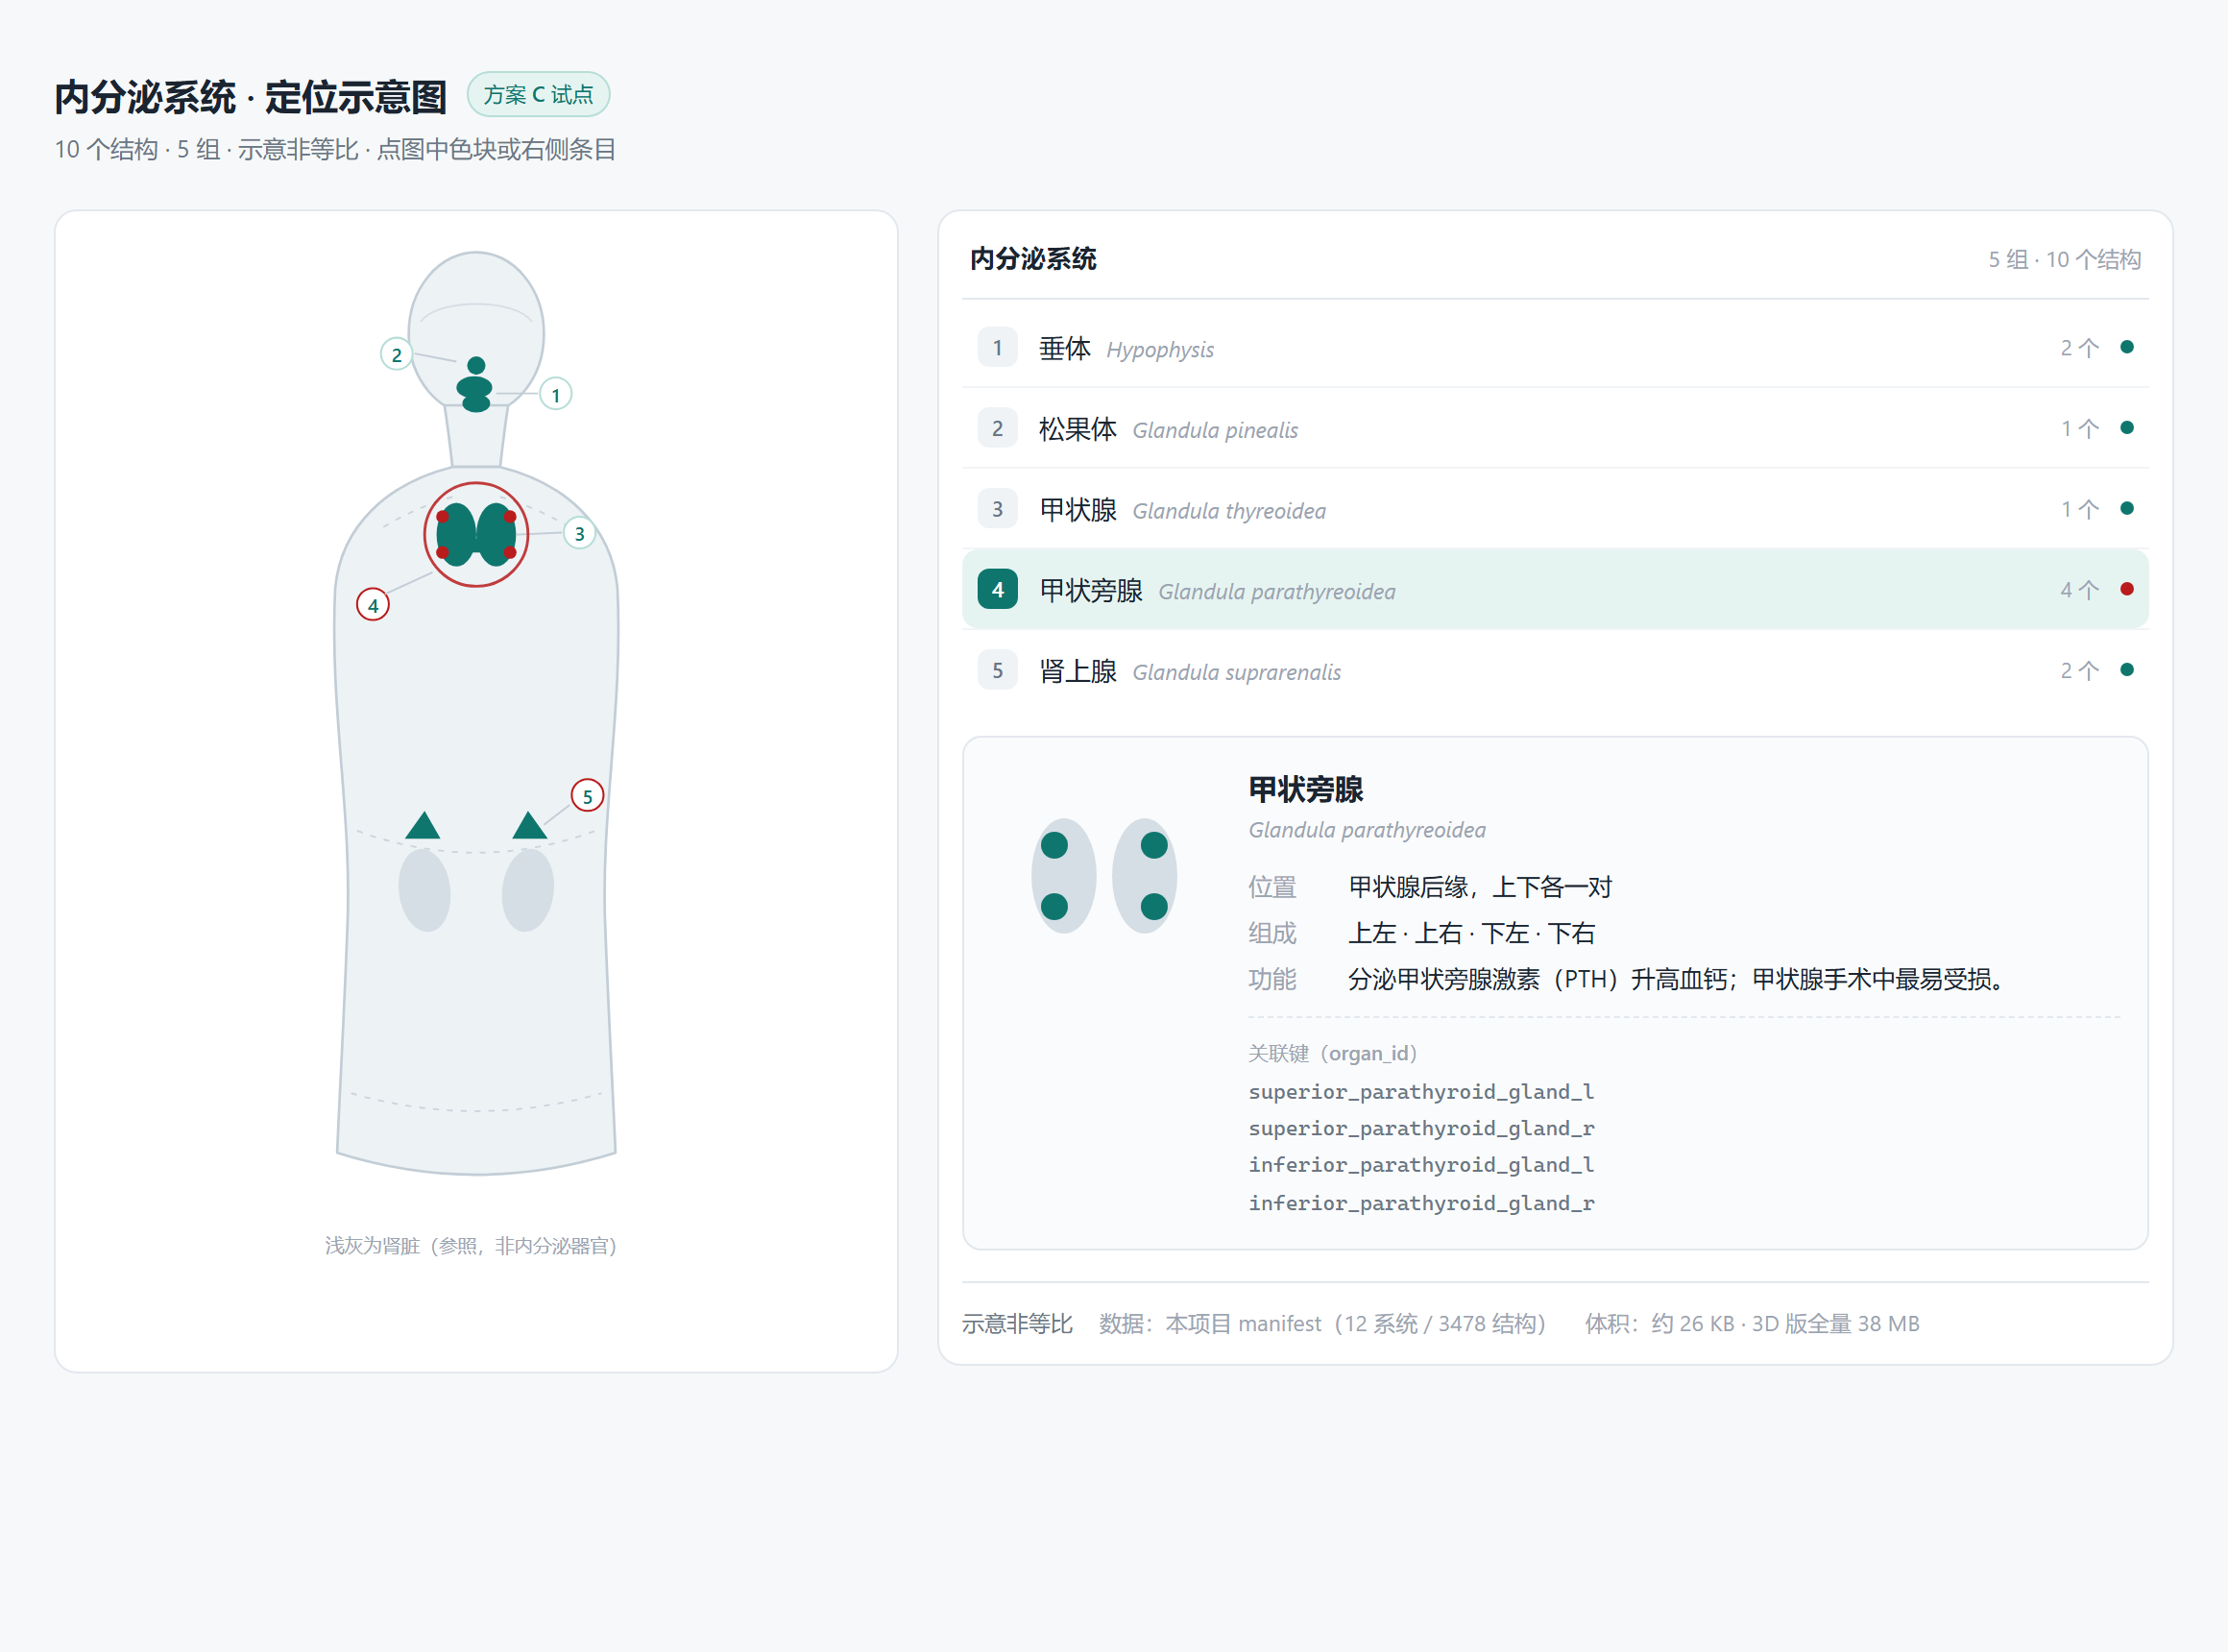 内分泌系统 · 定位示意图 方案 C 试点
10 个结构 · 5 组 · 示意非等比 · 点图中色块或右侧条目
2
1
3
4
5
浅灰为肾脏（参照，非内分泌器官）
内分泌系统 5 组 · 10 个结构
1 垂体 Hypophysis 2 个
2 松果体 Glandula pinealis 1 个
3 甲状腺 Glandula thyreoidea 1 个
4 甲状旁腺 Glandula parathyreoidea 4 个
5 肾上腺 Glandula suprarenalis 2 个
甲状旁腺
Glandula parathyreoidea
位置 甲状腺后缘，上下各一对
组成 上左 · 上右 · 下左 · 下右
功能 分泌甲状旁腺激素（PTH）升高血钙；甲状腺手术中最易受损。
关联键（organ_id）
superior_parathyroid_gland_l
superior_parathyroid_gland_r
inferior_parathyroid_gland_l
inferior_parathyroid_gland_r
示意非等比 数据：本项目 manifest（12 系统 / 3478 结构） 体积：约 26 KB · 3D 版全量 38 MB